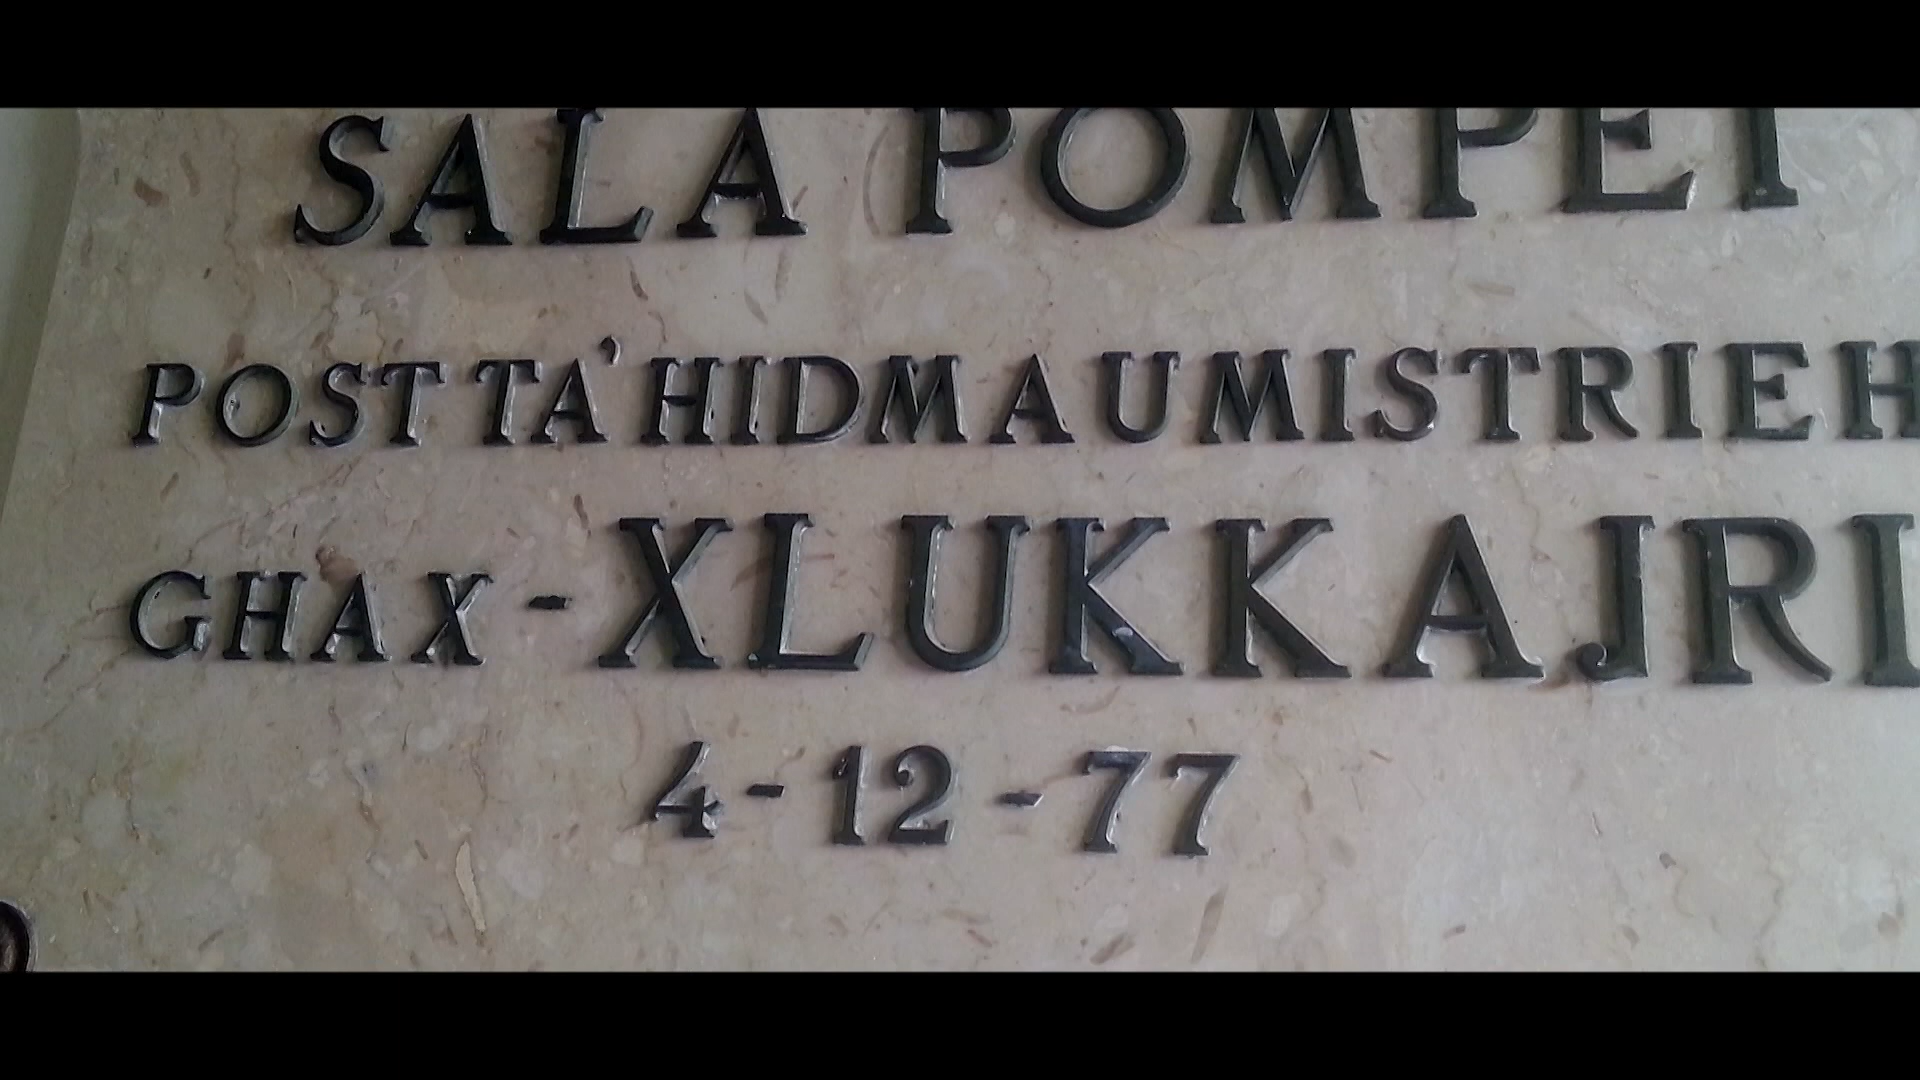 SALA POMPEI
POST TA' HIDMA U MISTRIEH
GHAX-XLUKKAJRI
4-12-77